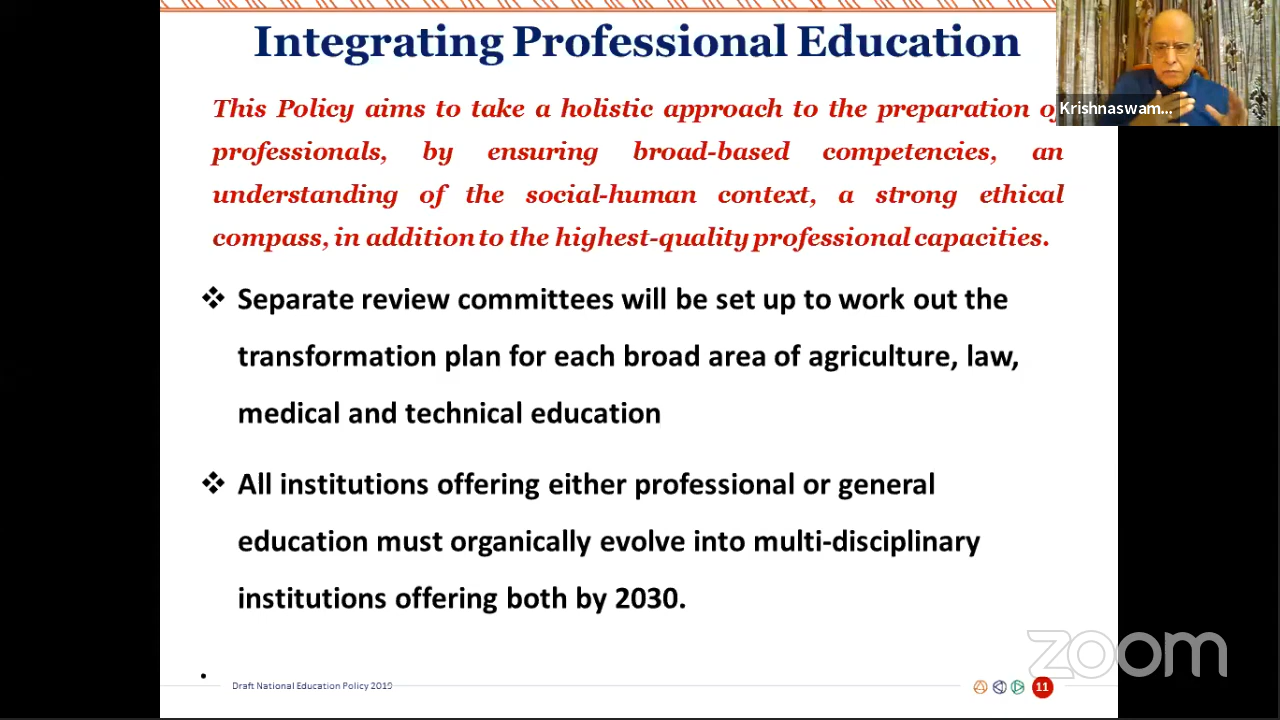 Integrating Professional Education
This Policy aims to take a holistic approach to the preparation of
professionals, by ensuring broad-based competencies, an
understanding of the social-human context, a strong ethical
compass, in addition to the highest-quality professional capacities.
❖ Separate review committees will be set up to work out the
transformation plan for each broad area of agriculture, law,
medical and technical education
❖ All institutions offering either professional or general
education must organically evolve into multi-disciplinary
institutions offering both by 2030.
•
Draft National Education Policy 2019
11
Krishnaswam...
zoom